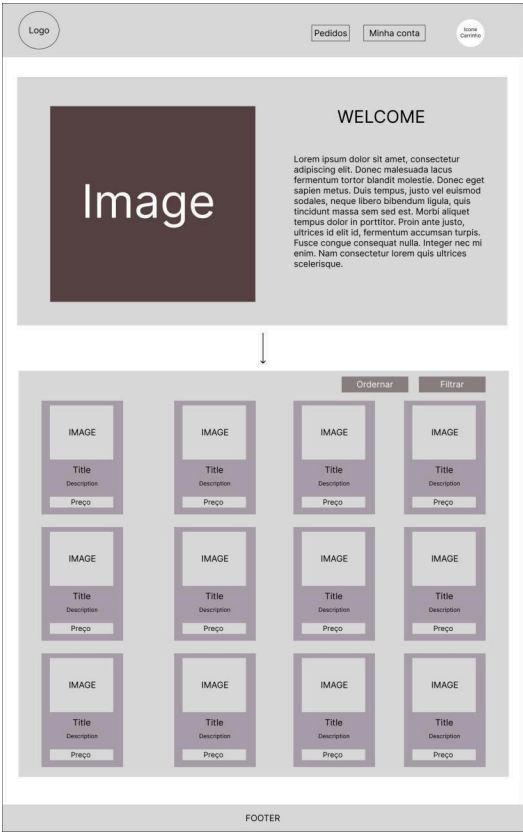 Logo
Pedidos
Minha conta
Icone
Carrinho
WELCOME
Image
Lorem ipsum dolor sit amet, consectetur
adipiscing elit. Donec malesuada lacus
fermentum tortor blandit molestie. Donec eget
sapien metus. Duis tempus, justo vel euismod
sodales, neque libero bibendum ligula, quis
tincidunt massa sem sed est. Morbi aliquet
tempus dolor in porttitor. Proin ante justo,
ultrices id elit id, fermentum accumsan turpis.
Fusce congue consequat nulla. Integer nec mi
enim. Nam consectetur lorem quis ultrices
scelerisque.
Ordernar
Filtrar
IMAGE
Title
Description
Preço
IMAGE
Title
Description
Preço
IMAGE
Title
Description
Preço
IMAGE
Title
Description
Preço
IMAGE
Title
Description
Preço
IMAGE
Title
Description
Preço
IMAGE
Title
Description
Preço
IMAGE
Title
Description
Preço
IMAGE
Title
Description
Preço
IMAGE
Title
Description
Preço
IMAGE
Title
Description
Preço
IMAGE
Title
Description
Preço
FOOTER